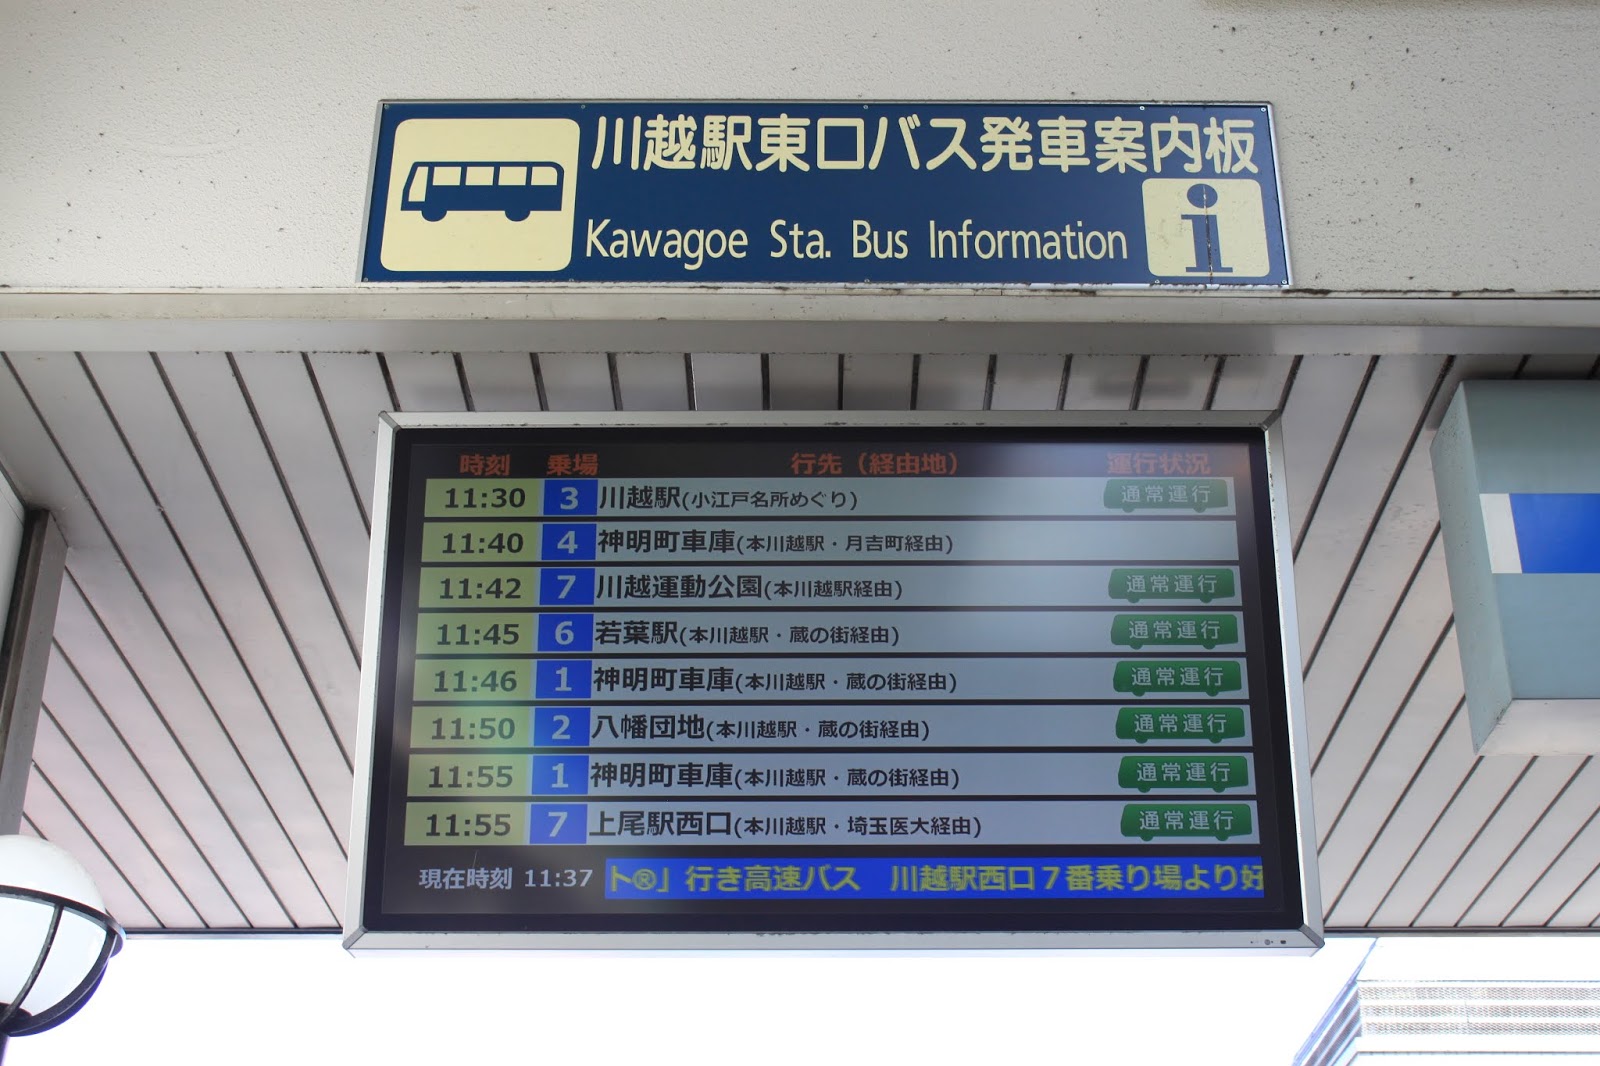 川越駅東口バス発車案内板
Kawagoe Sta. Bus Information
i
時刻 乗場 行先（経由地） 運行状況
11:30 3 川越駅(小江戸名所めぐり) 通常運行
11:40 4 神明町車庫(本川越駅・月吉町経由)
11:42 7 川越運動公園(本川越駅経由) 通常運行
11:45 6 若葉駅(本川越駅・蔵の街経由) 通常運行
11:46 1 神明町車庫(本川越駅・蔵の街経由) 通常運行
11:50 2 八幡団地(本川越駅・蔵の街経由) 通常運行
11:55 1 神明町車庫(本川越駅・蔵の街経由) 通常運行
11:55 7 上尾駅西口(本川越駅・埼玉医大経由) 通常運行
現在時刻 11:37 ト®」行き高速バス　川越駅西口７番乗り場より好